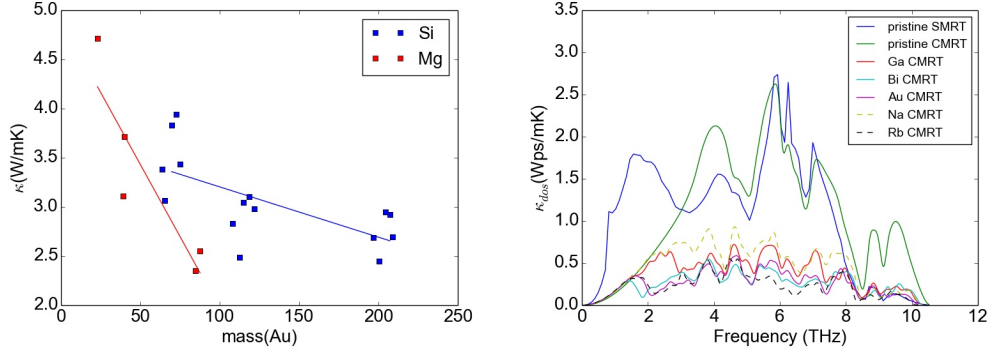 5.0
4.5
4.0
3.5
3.0
2.5
2.0
κ(W/mK)
0 50 100 150 200 250
mass(Au)
Si
Mg
3.5
3.0
2.5
2.0
1.5
1.0
0.5
0.0
κdos(Wps/mK)
0 2 4 6 8 10 12
Frequency (THz)
pristine SMRT
pristine CMRT
Ga CMRT
Bi CMRT
Au CMRT
Na CMRT
Rb CMRT